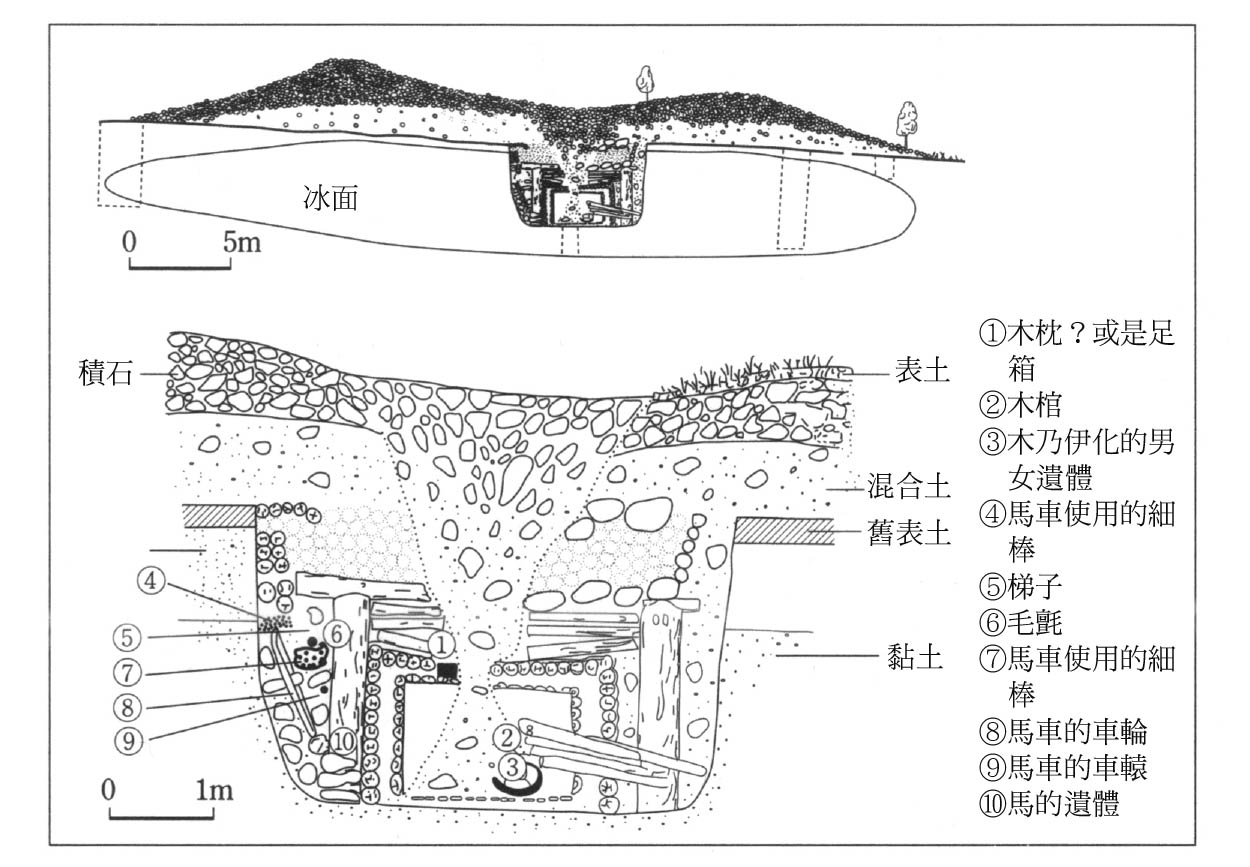 冰面
0 5m
積石
表土
混合土
舊表土
黏土
①木枕？或是足
箱
②木棺
③木乃伊化的男
女遺體
④馬車使用的細
棒
⑤梯子
⑥毛氈
⑦馬車使用的細
棒
⑧馬車的車輪
⑨馬車的車轅
⑩馬的遺體
④
⑤
⑥
①
⑦
⑧
⑨
⑩
②
③
0 1m